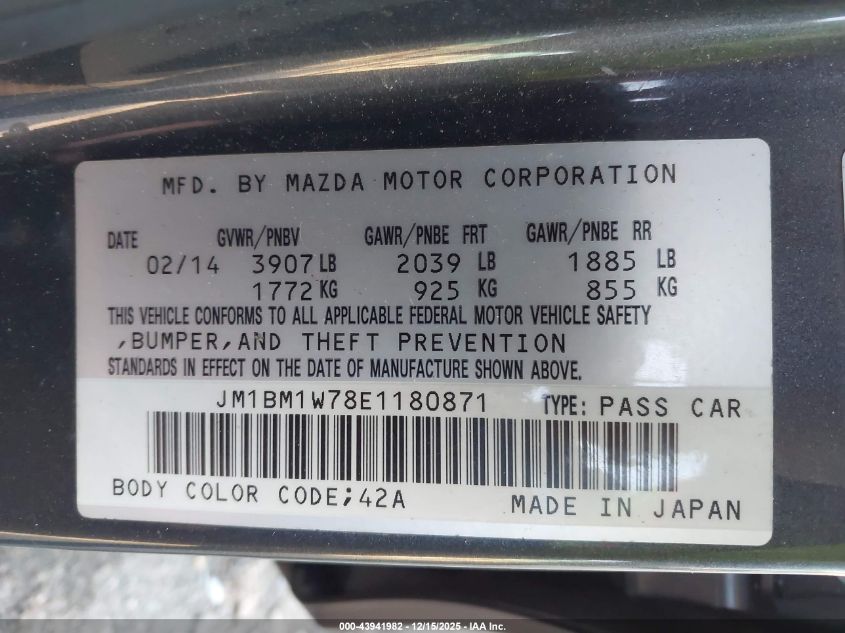 MFD. BY MAZDA MOTOR CORPORATION
DATE GVWR/PNBV GAWR/PNBE FRT GAWR/PNBE RR
02/14 3907 LB 2039 LB 1885 LB
1772 KG 925 KG 855 KG
THIS VEHICLE CONFORMS TO ALL APPLICABLE FEDERAL MOTOR VEHICLE SAFETY
,BUMPER,AND THEFT PREVENTION
STANDARDS IN EFFECT ON THE DATE OF MANUFACTURE SHOWN ABOVE.
JM1BM1W78E1180871 TYPE: PASS CAR
BODY COLOR CODE;42A MADE IN JAPAN
000-43941982 - 12/15/2025 - IAA Inc.